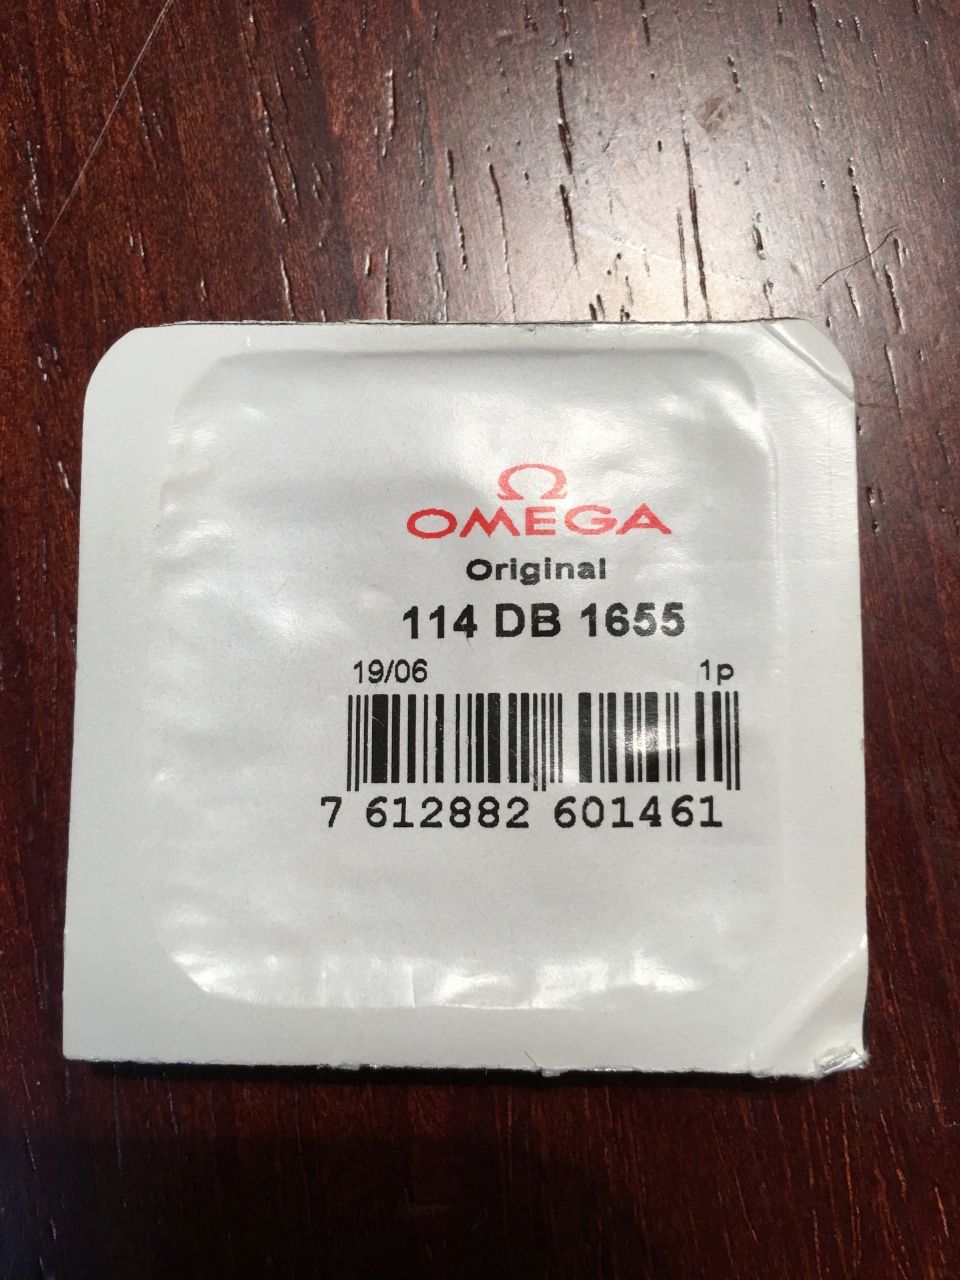 Ω
OMEGA
Original
114 DB 1655
19/06 1p
7 612882 601461